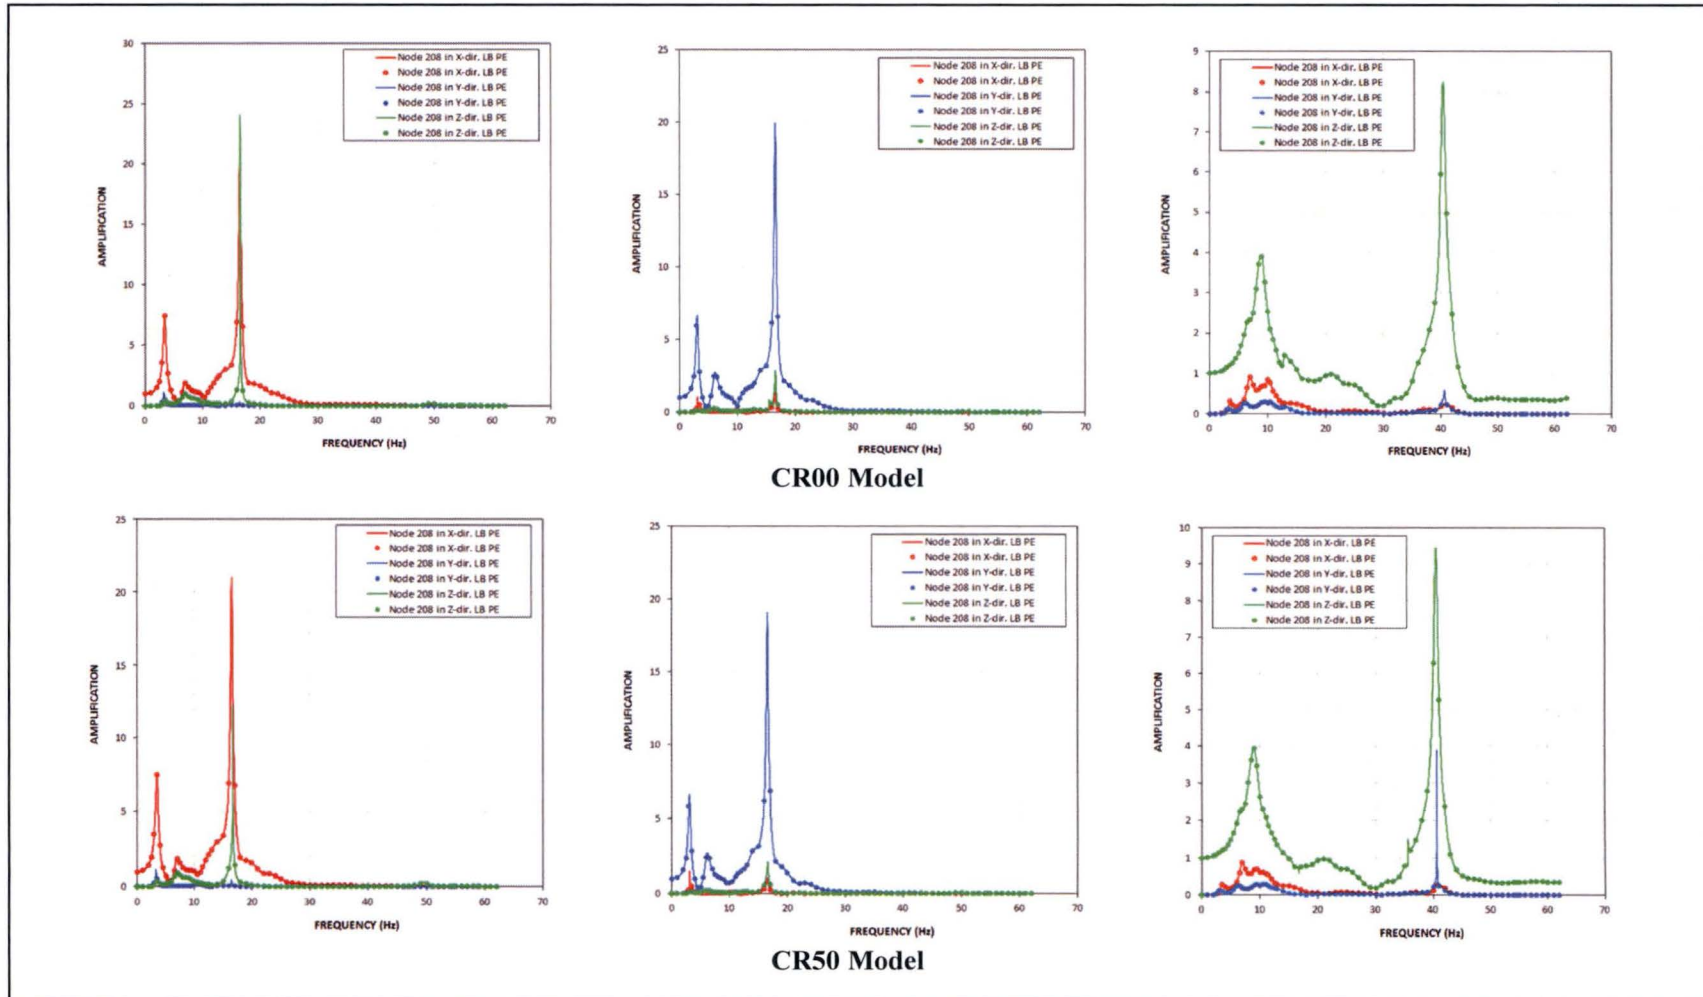 30
25
20
15
10
5
0
0 10 20 30 40 50 60 70
AMPLIFICATION
FREQUENCY (Hz)
Node 208 in X-dir. LB PE
Node 208 in X-dir. LB PE
Node 208 in Y-dir. LB PE
Node 208 in Y-dir. LB PE
Node 208 in Z-dir. LB PE
Node 208 in Z-dir. LB PE
25
20
15
10
5
0
0 10 20 30 40 50 60 70
AMPLIFICATION
FREQUENCY (Hz)
Node 208 in X-dir. LB PE
Node 208 in X-dir. LB PE
Node 208 in Y-dir. LB PE
Node 208 in Y-dir. LB PE
Node 208 in Z-dir. LB PE
Node 208 in Z-dir. LB PE
9
8
7
6
5
4
3
2
1
0
0 10 20 30 40 50 60 70
AMPLIFICATION
FREQUENCY (Hz)
Node 208 in X-dir. LB PE
Node 208 in X-dir. LB PE
Node 208 in Y-dir. LB PE
Node 208 in Y-dir. LB PE
Node 208 in Z-dir. LB PE
Node 208 in Z-dir. LB PE
CR00 Model
25
20
15
10
5
0
0 10 20 30 40 50 60 70
AMPLIFICATION
FREQUENCY (Hz)
Node 208 in X-dir. LB PE
Node 208 in X-dir. LB PE
Node 208 in Y-dir. LB PE
Node 208 in Y-dir. LB PE
Node 208 in Z-dir. LB PE
Node 208 in Z-dir. LB PE
25
20
15
10
5
0
0 10 20 30 40 50 60 70
AMPLIFICATION
FREQUENCY (Hz)
Node 208 in X-dir. LB PE
Node 208 in X-dir. LB PE
Node 208 in Y-dir. LB PE
Node 208 in Y-dir. LB PE
Node 208 in Z-dir. LB PE
Node 208 in Z-dir. LB PE
10
9
8
7
6
5
4
3
2
1
0
0 10 20 30 40 50 60 70
AMPLIFICATION
FREQUENCY (Hz)
Node 208 in X-dir. LB PE
Node 208 in X-dir. LB PE
Node 208 in Y-dir. LB PE
Node 208 in Y-dir. LB PE
Node 208 in Z-dir. LB PE
Node 208 in Z-dir. LB PE
CR50 Model